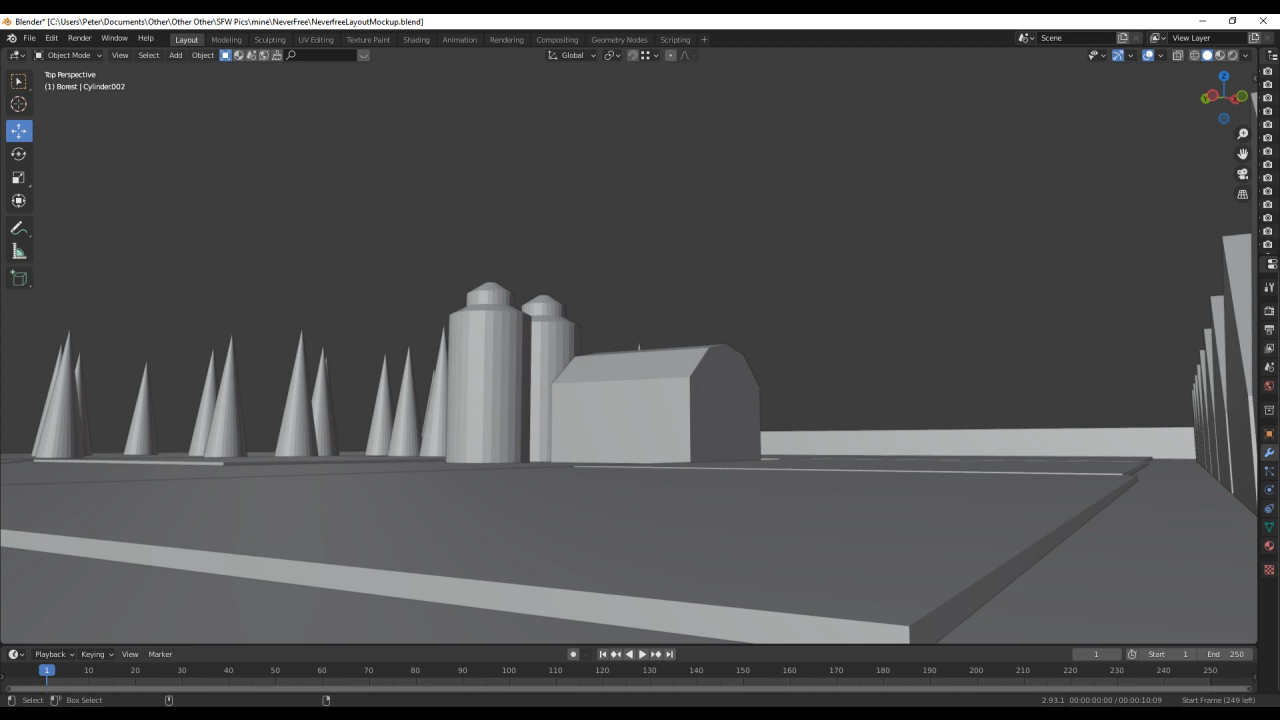 Blender* [C:\Users\Peter\Documents\Other\Other Other\SFW Pics\mine\NeverFree\NeverfreeLayoutMockup.blend]
File Edit Render Window Help Layout Modeling Sculpting UV Editing Texture Paint Shading Animation Rendering Compositing Geometry Nodes Scripting + Scene View Layer
Object Mode View Select Add Object Global
Top Perspective
(1) Borest | Cylinder.002
Z
Y
X
Playback Keying View Marker 1 Start 1 End 250
1 10 20 30 40 50 60 70 80 90 100 110 120 130 140 150 160 170 180 190 200 210 220 230 240 250
Select Box Select 2.93.1 00:00:00:00 / 00:00:10:09 Start Frame (249 left)